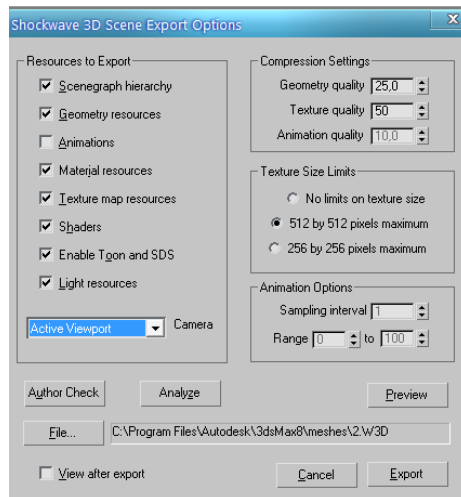 Shockwave 3D Scene Export Options
Resources to Export
Scenegraph hierarchy
Geometry resources
Animations
Material resources
Texture map resources
Shaders
Enable Toon and SDS
Light resources
Active Viewport Camera
Compression Settings
Geometry quality 25,0
Texture quality 50
Animation quality 10,0
Texture Size Limits
No limits on texture size
512 by 512 pixels maximum
256 by 256 pixels maximum
Animation Options
Sampling interval 1
Range 0 to 100
Author Check Analyze Preview
File... C:\Program Files\Autodesk\3dsMax8\meshes\2.W3D
View after export Cancel Export